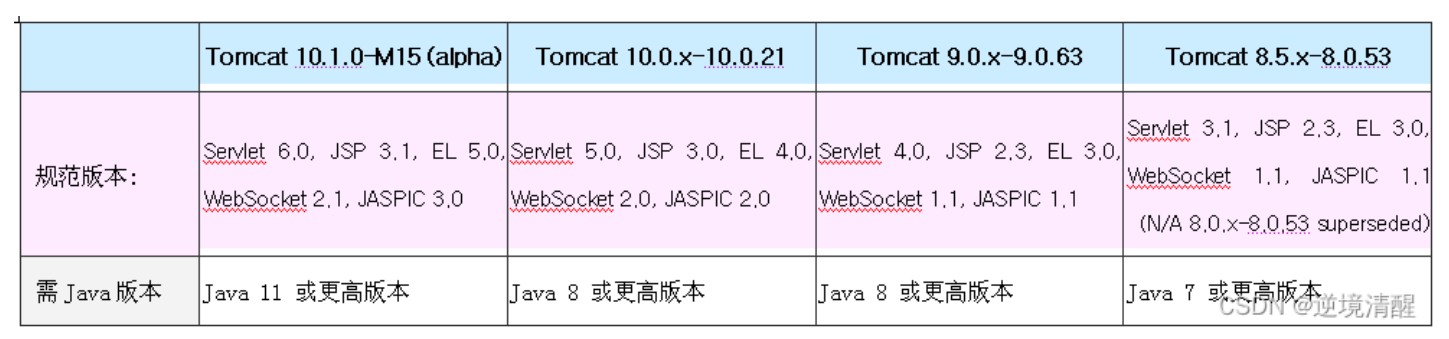 Tomcat 10.1.0-M15 (alpha) Tomcat 10.0.x-10.0.21 Tomcat 9.0.x-9.0.63 Tomcat 8.5.x-8.0.53
规范版本:
Servlet 6.0, JSP 3.1, EL 5.0,
WebSocket 2.1, JASPIC 3.0
Servlet 5.0, JSP 3.0, EL 4.0,
WebSocket 2.0, JASPIC 2.0
Servlet 4.0, JSP 2.3, EL 3.0,
WebSocket 1.1, JASPIC 1.1
Servlet 3.1, JSP 2.3, EL 3.0,
WebSocket 1.1, JASPIC 1.1
(N/A 8.0.x-8.0.53 superseded)
需 Java 版本 Java 11 或更高版本 Java 8 或更高版本 Java 8 或更高版本 Java 7 或更高版本
CSDN @逆境清醒